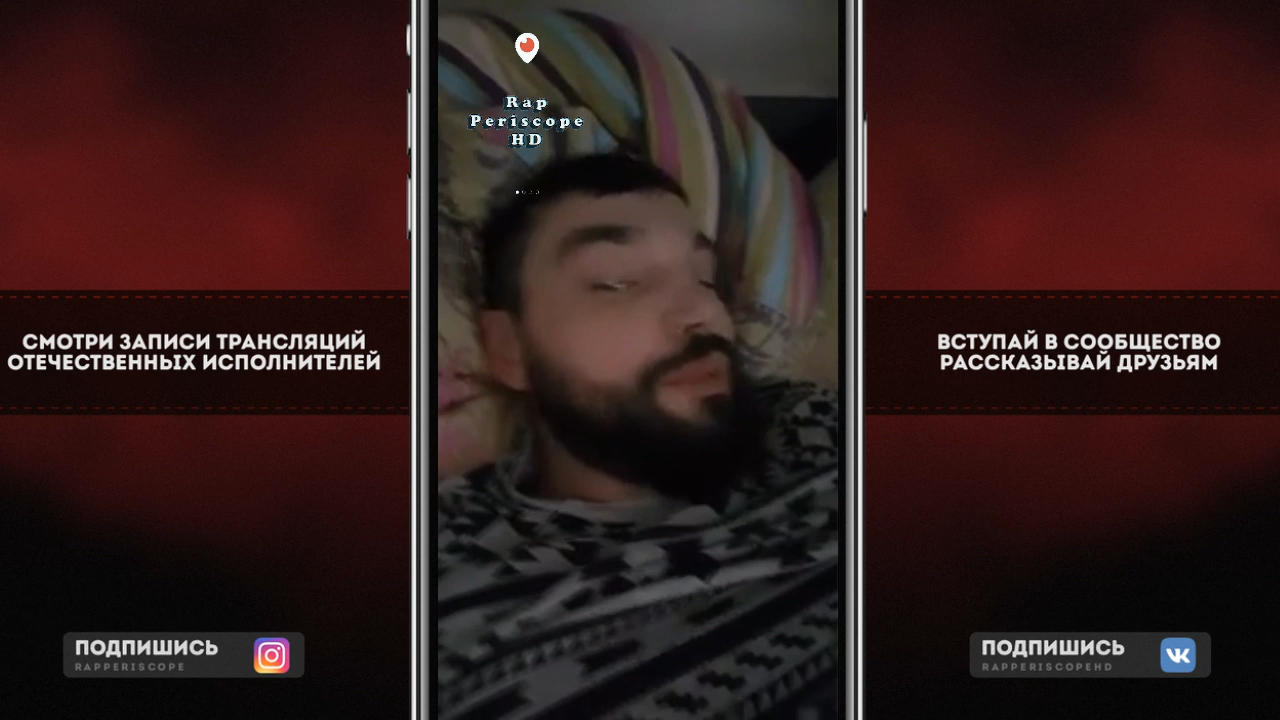 Rap
Periscope
HD
СМОТРИ ЗАПИСИ ТРАНСЛЯЦИЙ
ОТЕЧЕСТВЕННЫХ ИСПОЛНИТЕЛЕЙ
ВСТУПАЙ В СООБЩЕСТВО
РАССКАЗЫВАЙ ДРУЗЬЯМ
ПОДПИШИСЬ
RAPPERISCOPE
ПОДПИШИСЬ
RAPPERISCOPEHD